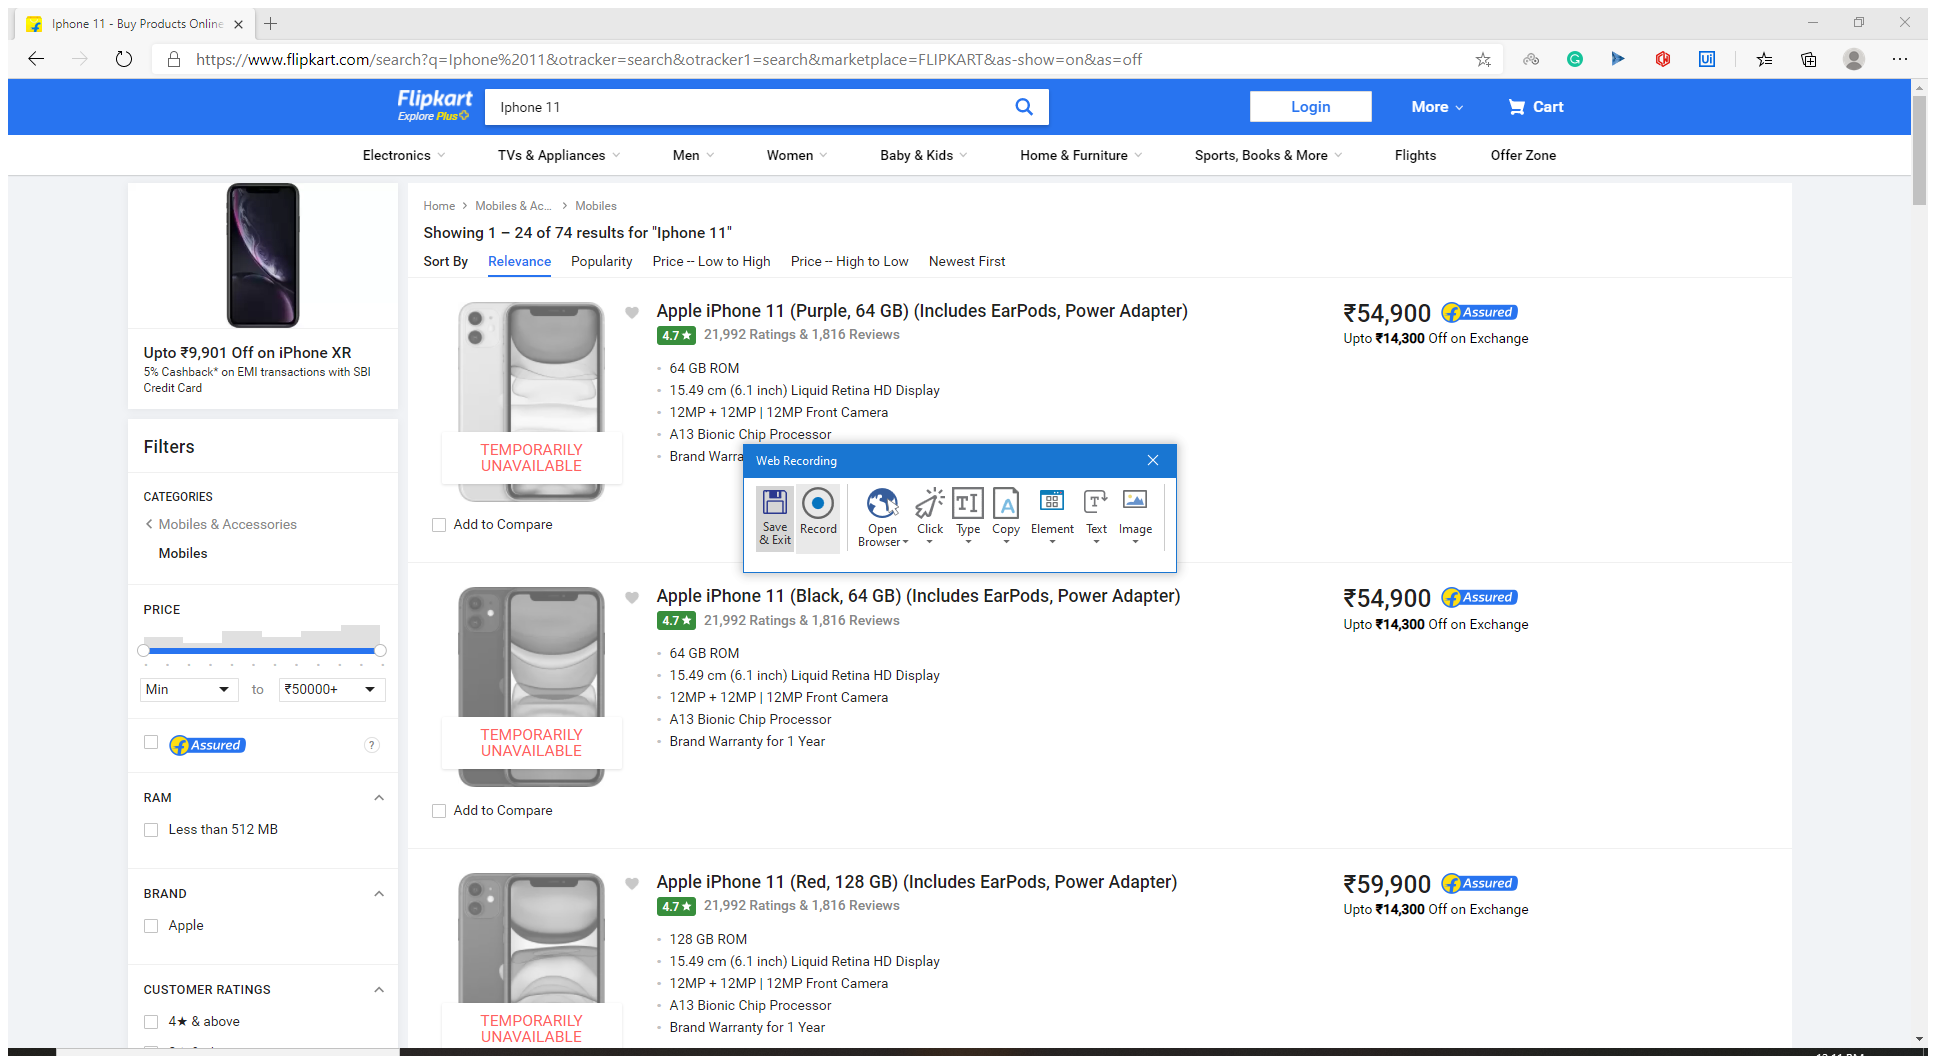 Iphone 11 - Buy Products Online
https://www.flipkart.com/search?q=Iphone%2011&otracker=search&otracker1=search&marketplace=FLIPKART&as-show=on&as=off
Flipkart
Explore Plus
Iphone 11
Login
More
Cart
Electronics
TVs & Appliances
Men
Women
Baby & Kids
Home & Furniture
Sports, Books & More
Flights
Offer Zone
Upto ₹9,901 Off on iPhone XR
5% Cashback* on EMI transactions with SBI
Credit Card
Filters
CATEGORIES
Mobiles & Accessories
Mobiles
PRICE
Min
to
₹50000+
Assured
?
RAM
Less than 512 MB
BRAND
Apple
CUSTOMER RATINGS
4★ & above
Home
Mobiles & Ac...
Mobiles
Showing 1 – 24 of 74 results for "Iphone 11"
Sort By
Relevance
Popularity
Price -- Low to High
Price -- High to Low
Newest First
TEMPORARILY
UNAVAILABLE
Add to Compare
Apple iPhone 11 (Purple, 64 GB) (Includes EarPods, Power Adapter)
4.7★
21,992 Ratings & 1,816 Reviews
64 GB ROM
15.49 cm (6.1 inch) Liquid Retina HD Display
12MP + 12MP | 12MP Front Camera
A13 Bionic Chip Processor
Brand Warra
₹54,900
Assured
Upto ₹14,300 Off on Exchange
Web Recording
Save
& Exit
Record
Open
Browser
Click
Type
Copy
Element
Text
Image
TEMPORARILY
UNAVAILABLE
Add to Compare
Apple iPhone 11 (Black, 64 GB) (Includes EarPods, Power Adapter)
4.7★
21,992 Ratings & 1,816 Reviews
64 GB ROM
15.49 cm (6.1 inch) Liquid Retina HD Display
12MP + 12MP | 12MP Front Camera
A13 Bionic Chip Processor
Brand Warranty for 1 Year
₹54,900
Assured
Upto ₹14,300 Off on Exchange
TEMPORARILY
UNAVAILABLE
Apple iPhone 11 (Red, 128 GB) (Includes EarPods, Power Adapter)
4.7★
21,992 Ratings & 1,816 Reviews
128 GB ROM
15.49 cm (6.1 inch) Liquid Retina HD Display
12MP + 12MP | 12MP Front Camera
A13 Bionic Chip Processor
Brand Warranty for 1 Year
₹59,900
Assured
Upto ₹14,300 Off on Exchange